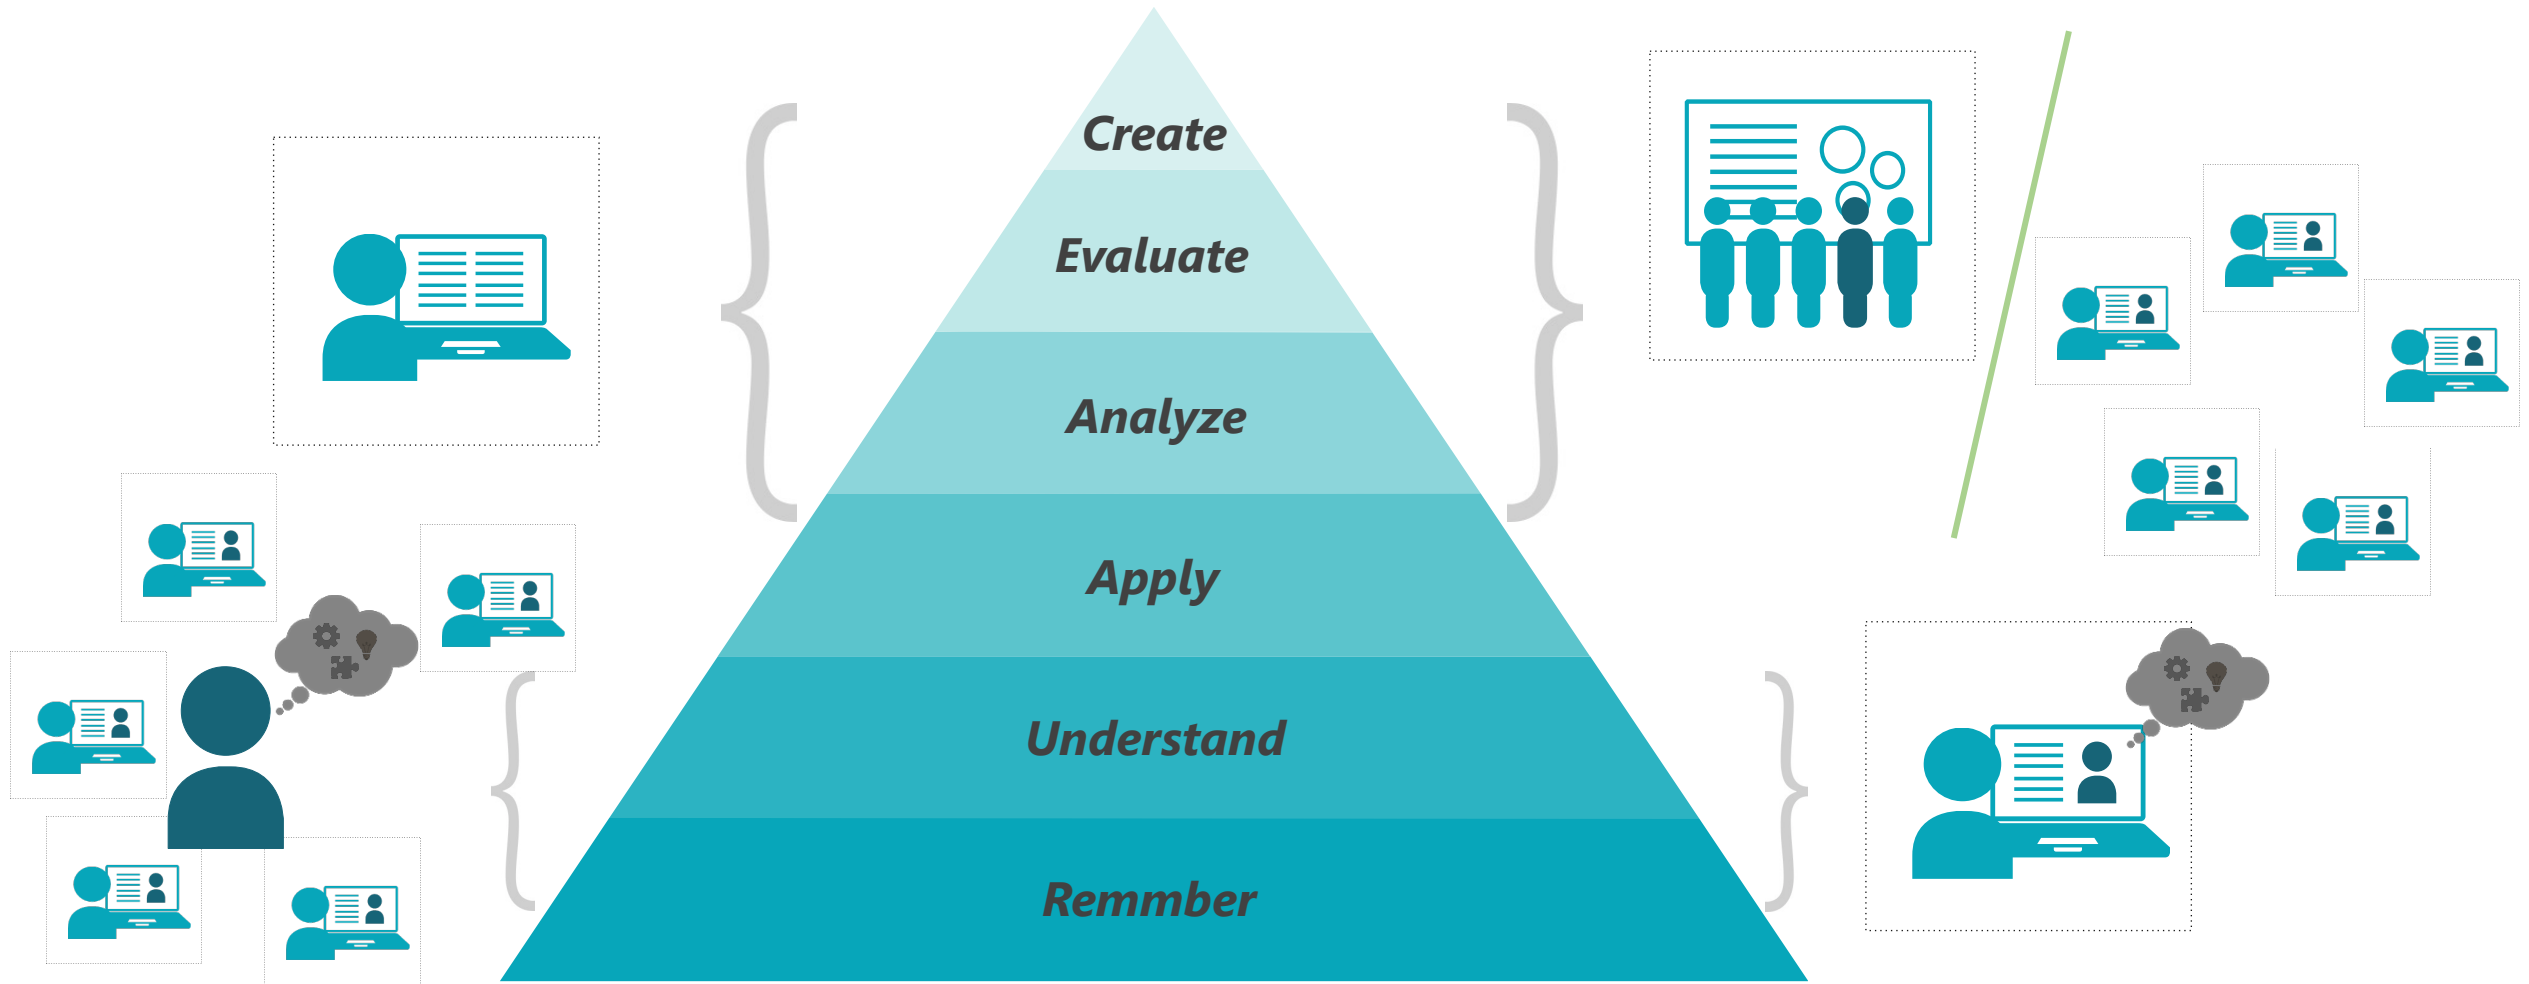 Create
Evaluate
Analyze
Apply
Understand
Remmber